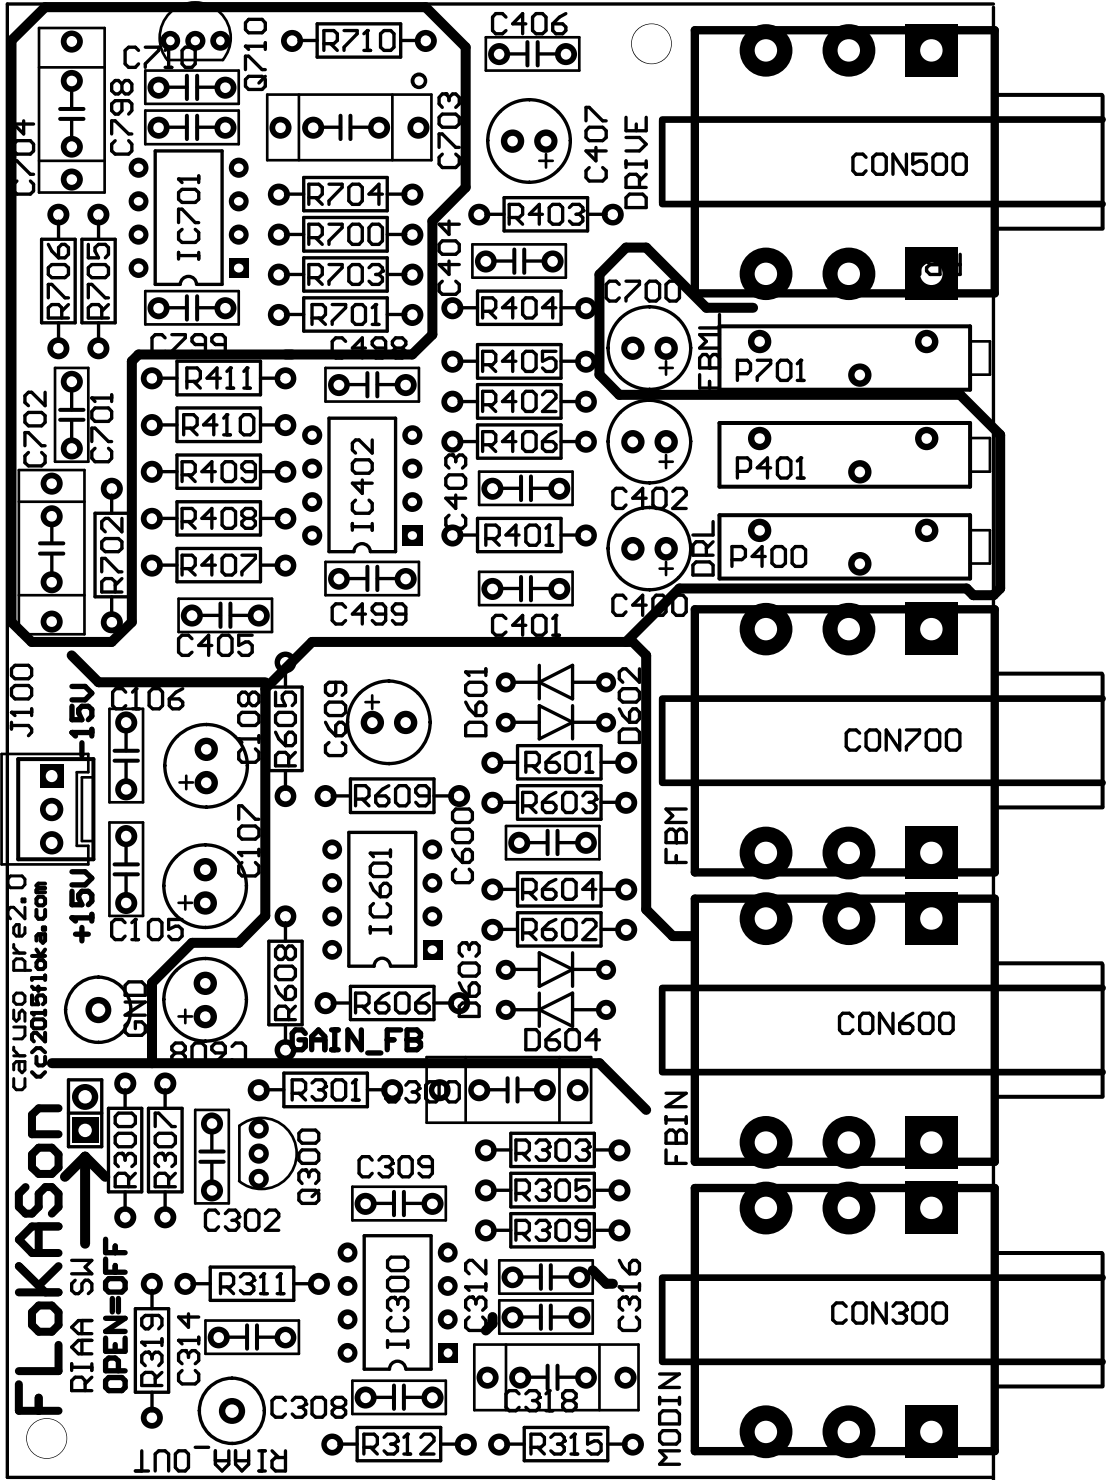 C406
C710
Q710
R710
C798
C704
C703
C407
DRIVE
CON500
IC701
R704
R700
R703
R701
R403
C404
R706
R705
C799
C498
R404
C700
FBML
P701
R411
R405
R402
R406
C702
C701
R410
R409
R408
R407
IC402
C403
R401
C402
P401
DRL
P400
R702
C405
C499
C401
C400
J100
-15V
+15V
C106
C108
C107
C105
R605
C609
D601
D602
R601
R603
R609
C600
IC601
R604
R602
CON700
FBM
caruso pre2.0
(c)2015floka.com
GND
C608
R608
R606
D603
D604
GAIN_FB
CON600
FBIN
R301
C300
R300
R307
Q300
C302
C309
R303
R305
R309
FLoKASon
RIAA SW
OPEN=OFF
R311
R319
C314
IC300
C312
C316
CON300
C308
C318
RIAA_OUT
R312
R315
MODIN